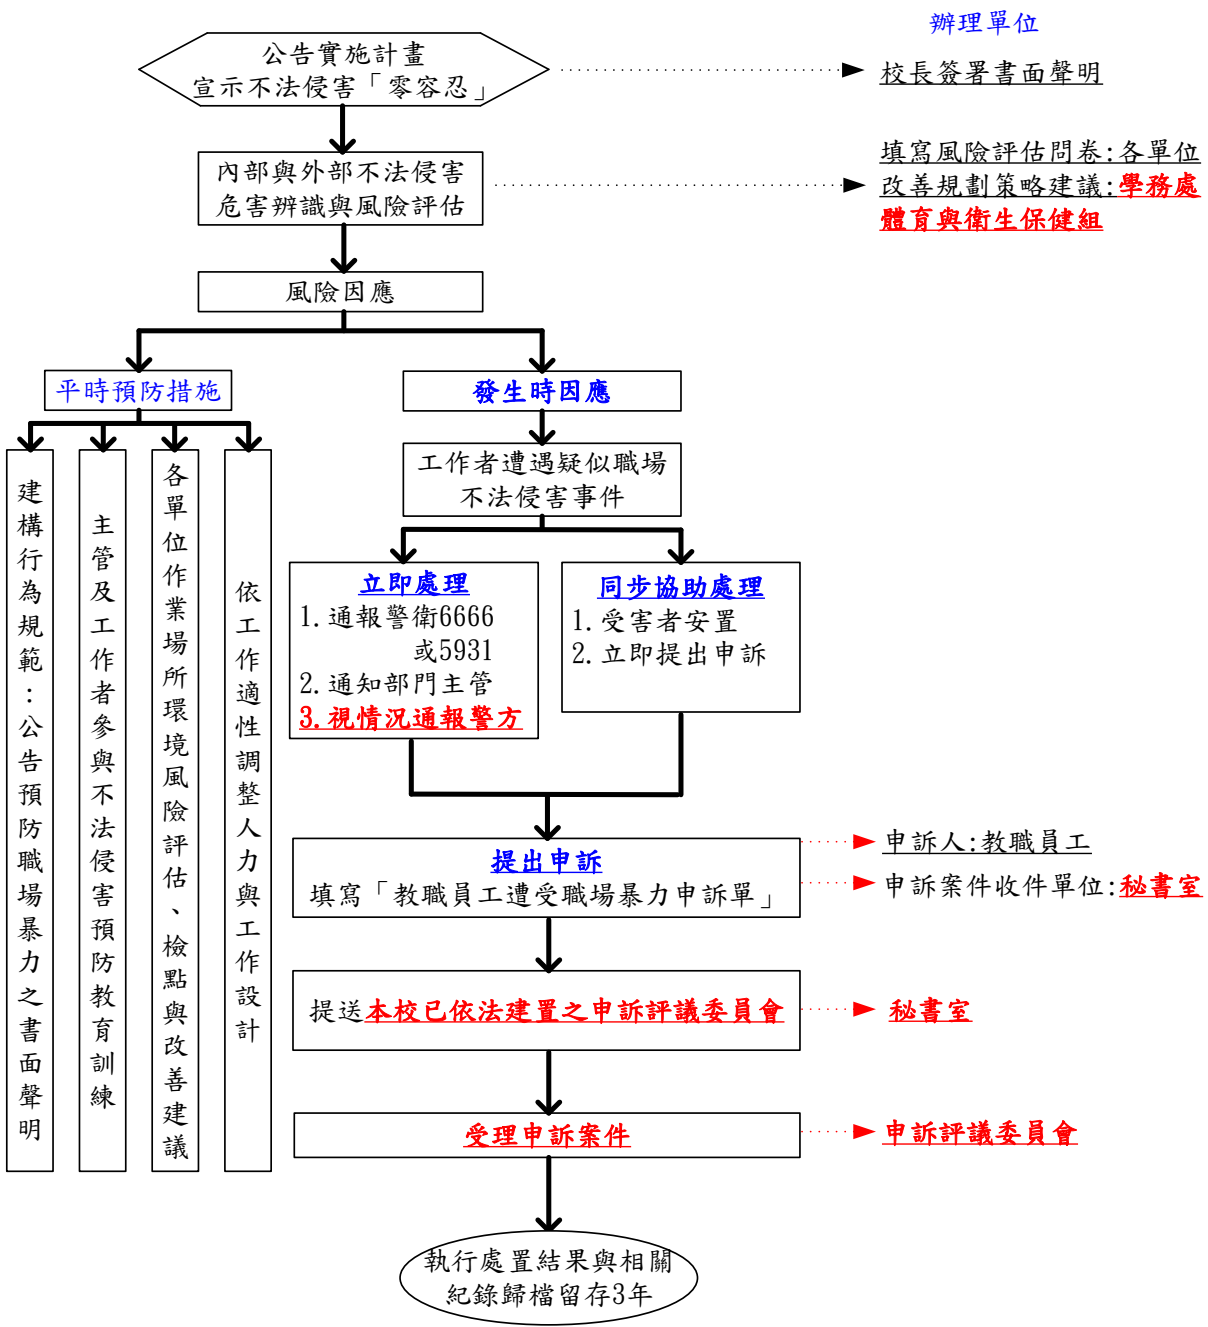 辦理單位
公告實施計畫
宣示不法侵害「零容忍」
校長簽署書面聲明
內部與外部不法侵害
危害辨識與風險評估
填寫風險評估問卷:各單位
改善規劃策略建議:學務處
體育與衛生保健組
風險因應
平時預防措施
發生時因應
建構行為規範：公告預防職場暴力之書面聲明
主管及工作者參與不法侵害預防教育訓練
各單位作業場所環境風險評估、檢點與改善建議
依工作適性調整人力與工作設計
工作者遭遇疑似職場
不法侵害事件
立即處理
1.通報警衛6666
或5931
2.通知部門主管
3.視情況通報警方
同步協助處理
1.受害者安置
2.立即提出申訴
提出申訴
填寫「教職員工遭受職場暴力申訴單」
申訴人:教職員工
申訴案件收件單位:秘書室
提送本校已依法建置之申訴評議委員會
秘書室
受理申訴案件
申訴評議委員會
執行處置結果與相關
紀錄歸檔留存3年